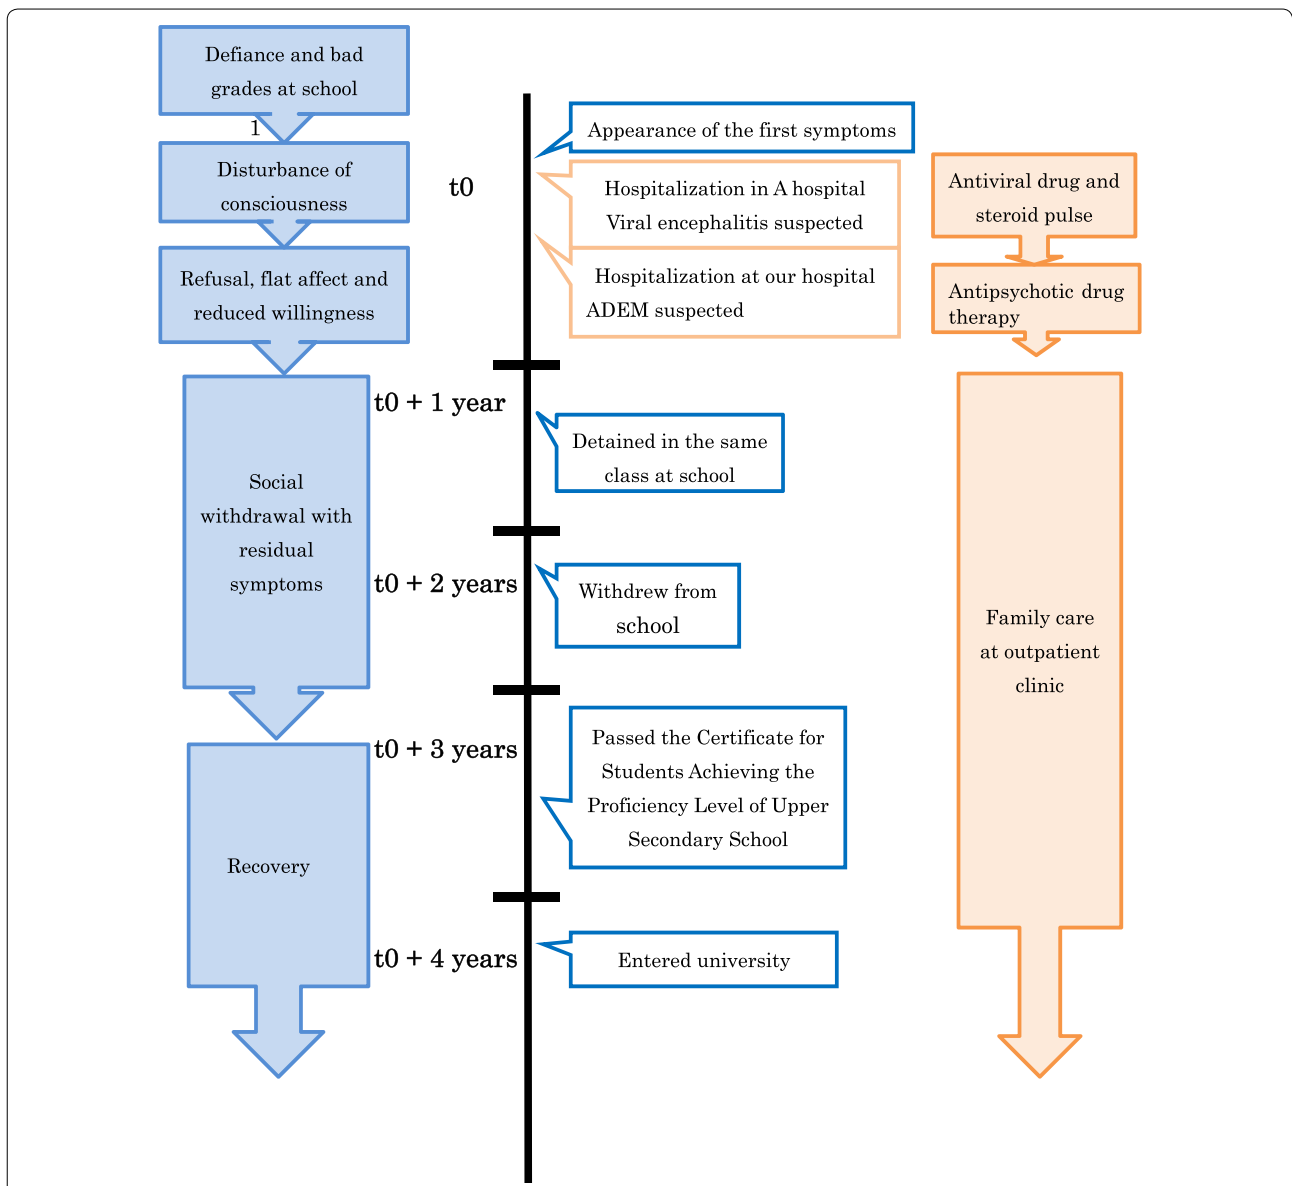 Defiance and bad
grades at school
1
Disturbance of
consciousness
Refusal, flat affect and
reduced willingness
Social
withdrawal with
residual
symptoms
Recovery
t0
t0 + 1 year
t0 + 2 years
t0 + 3 years
t0 + 4 years
Appearance of the first symptoms
Hospitalization in A hospital
Viral encephalitis suspected
Hospitalization at our hospital
ADEM suspected
Detained in the same
class at school
Withdrew from
school
Passed the Certificate for
Students Achieving the
Proficiency Level of Upper
Secondary School
Entered university
Antiviral drug and
steroid pulse
Antipsychotic drug
therapy
Family care
at outpatient
clinic